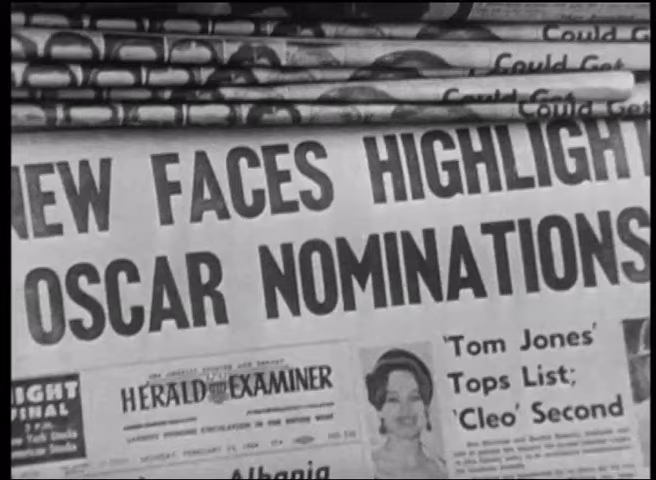 Could G
Could Get
Could Get
Could Get
NEW FACES HIGHLIGHT
OSCAR NOMINATIONS
IGHT
FINAL
HERALD EXAMINER
'Tom Jones'
Tops List;
'Cleo' Second
Albania